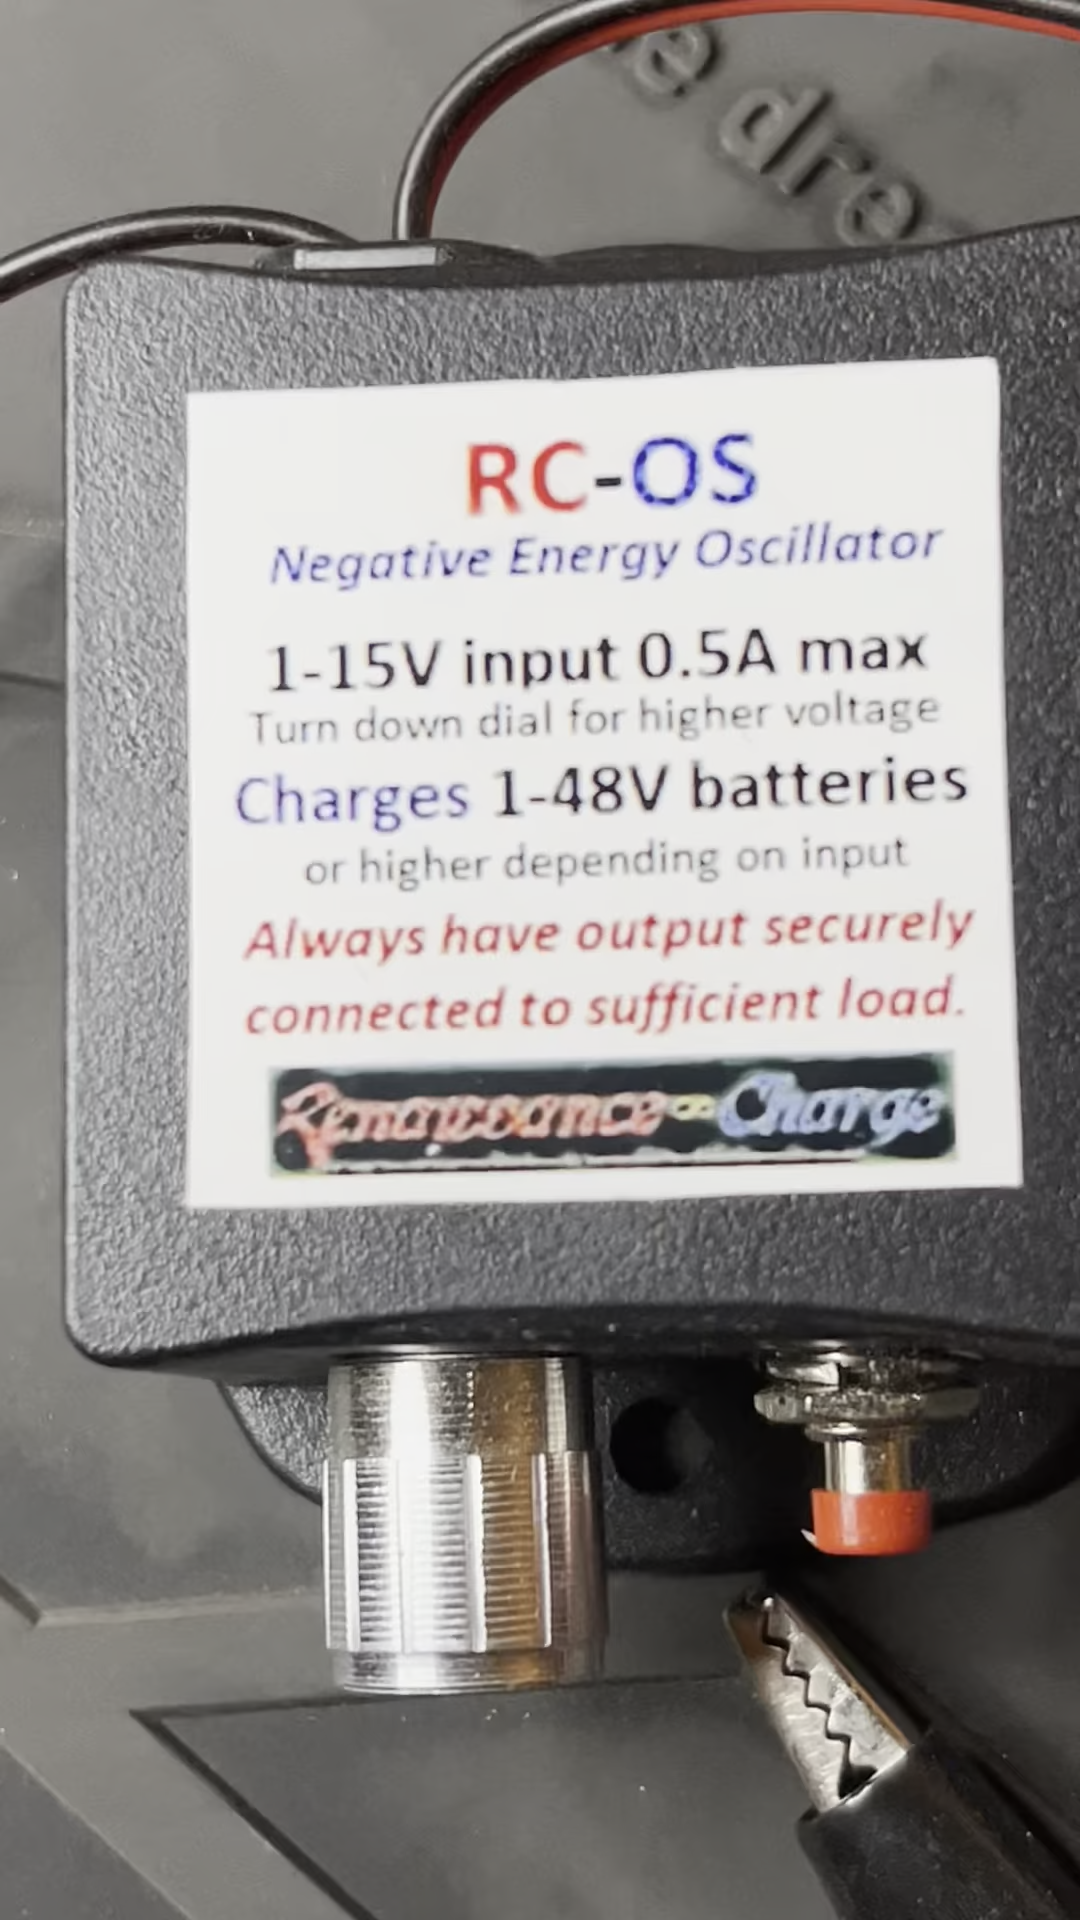 e dre
RC-OS
Negative Energy Oscillator
1-15V input 0.5A max
Turn down dial for higher voltage
Charges 1-48V batteries
or higher depending on input
Always have output securely
connected to sufficient load.
Renaissance Charge